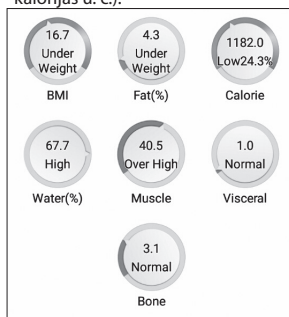 kalorijas u. c.).
16.7
Under
Weight
BMI
4.3
Under
Weight
Fat(%)
1182.0
Low24.3%
Calorie
67.7
High
Water(%)
40.5
Over High
Muscle
1.0
Normal
Visceral
3.1
Normal
Bone